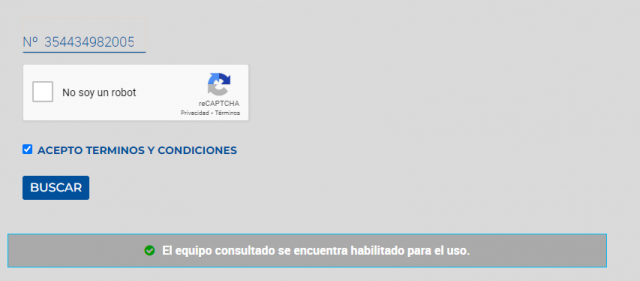 Nº 354434982005
No soy un robot
reCAPTCHA
Privacidad - Términos
ACEPTO TERMINOS Y CONDICIONES
BUSCAR
El equipo consultado se encuentra habilitado para el uso.